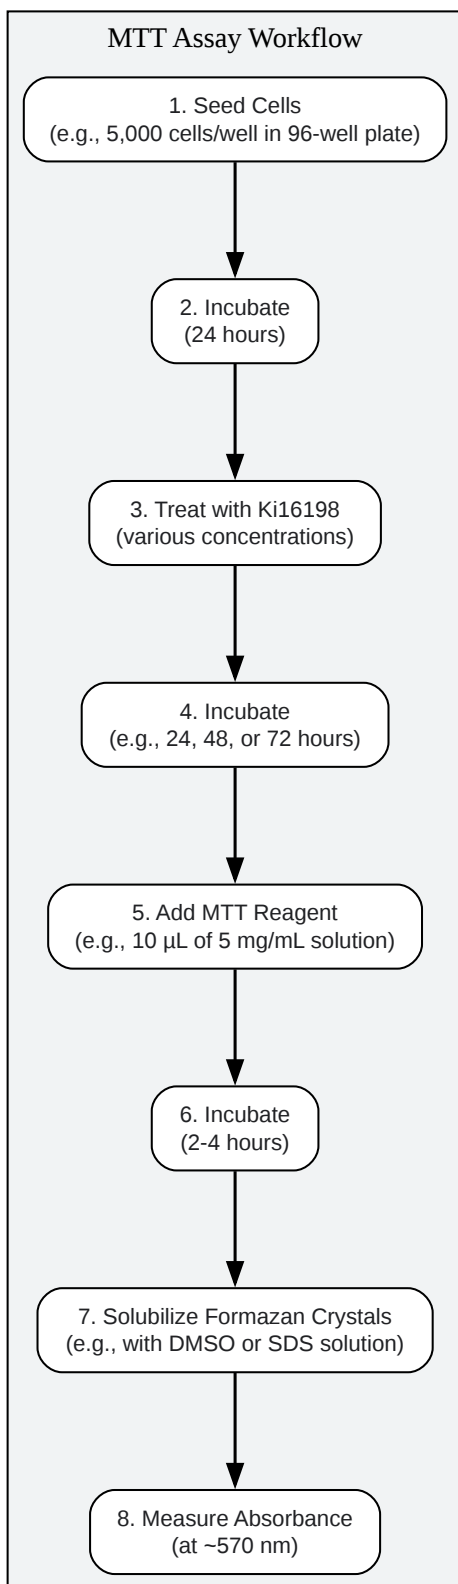 MTT Assay Workflow
1. Seed Cells
(e.g., 5,000 cells/well in 96-well plate)
2. Incubate
(24 hours)
3. Treat with Ki16198
(various concentrations)
4. Incubate
(e.g., 24, 48, or 72 hours)
5. Add MTT Reagent
(e.g., 10 µL of 5 mg/mL solution)
6. Incubate
(2-4 hours)
7. Solubilize Formazan Crystals
(e.g., with DMSO or SDS solution)
8. Measure Absorbance
(at ~570 nm)